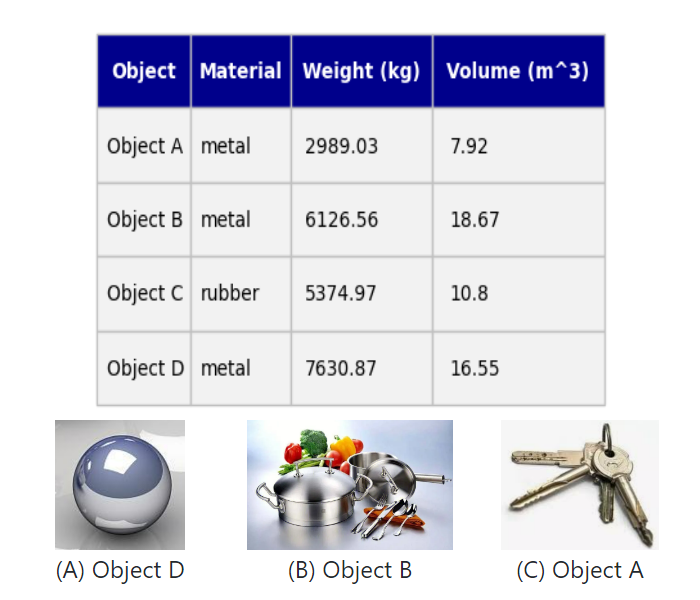 Object Material Weight (kg) Volume (m^3)
Object A metal 2989.03 7.92
Object B metal 6126.56 18.67
Object C rubber 5374.97 10.8
Object D metal 7630.87 16.55
(A) Object D (B) Object B (C) Object A